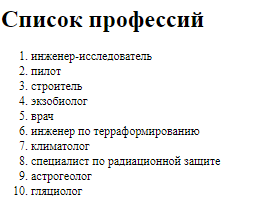 Список профессий
1. инженер-исследователь
2. пилот
3. строитель
4. экзобиолог
5. врач
6. инженер по терраформированию
7. климатолог
8. специалист по радиационной защите
9. астрогеолог
10. гляциолог